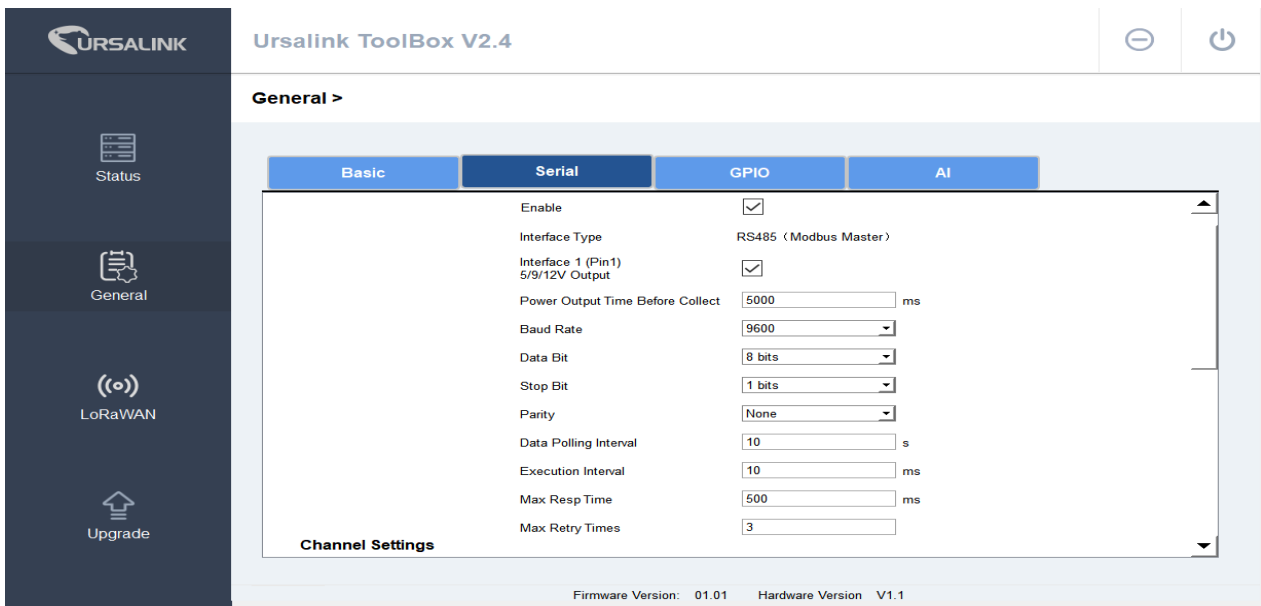 URSALINK
Ursalink ToolBox V2.4
General >
Status
General
LoRaWAN
Upgrade
Basic Serial GPIO AI
Enable
Interface Type RS485（Modbus Master）
Interface 1 (Pin1)
5/9/12V Output
Power Output Time Before Collect 5000 ms
Baud Rate 9600
Data Bit 8 bits
Stop Bit 1 bits
Parity None
Data Polling Interval 10 s
Execution Interval 10 ms
Max Resp Time 500 ms
Max Retry Times 3
Channel Settings
Firmware Version: 01.01 Hardware Version V1.1